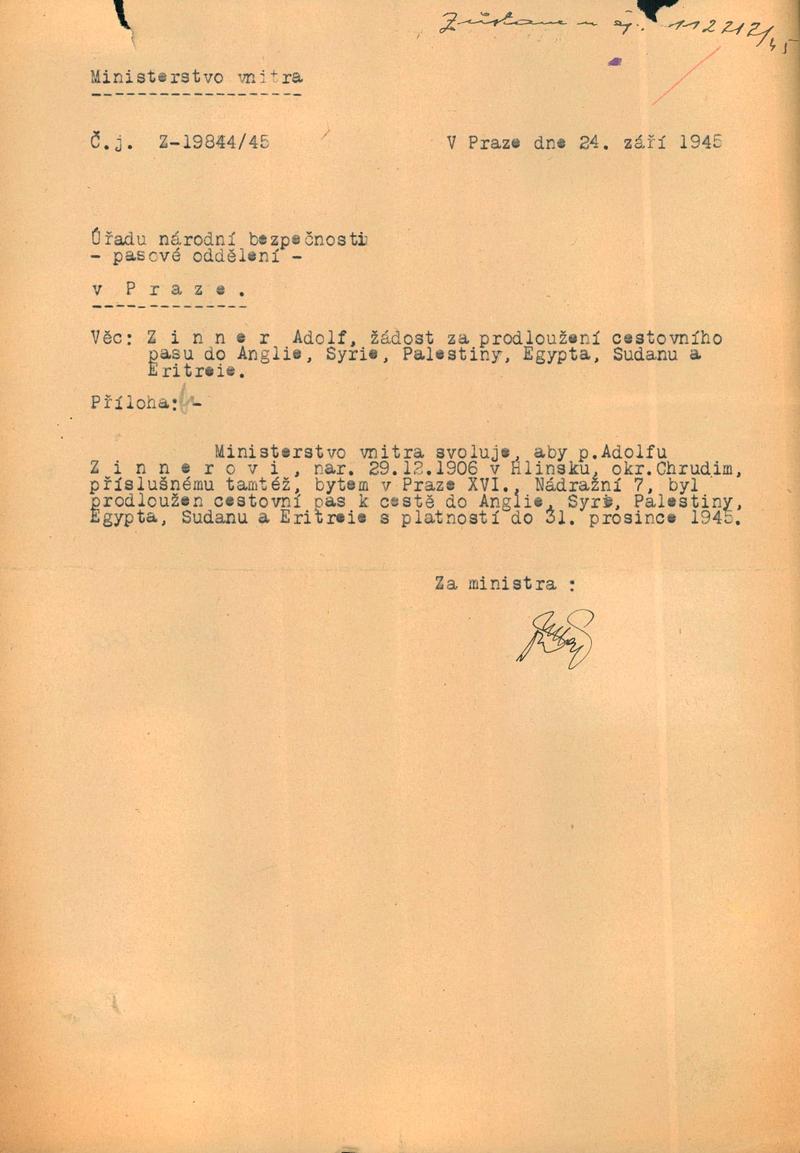 čj. 11212/45
Ministerstvo vnitra
Č.j. Z-19844/45
V Praze dne 24. září 1945
Úřadu národní bezpečnosti
- pasové oddělení -
v P r a z e .
Věc: Z i n n e r Adolf, žádost za prodloužení cestovního
pasu do Anglie, Syrie, Palestiny, Egypta, Sudanu a
Eritreie.
Příloha: -
Ministerstvo vnitra svoluje, aby p.Adolfu
Z i n n e r o v i , nar. 29.12.1906 v Hlinsku, okr.Chrudim,
příslušnému tamtéž, bytem v Praze XVI., Nádražní 7, byl
prodloužen cestovní pas k cestě do Anglie, Syrie, Palestiny,
Egypta, Sudanu a Eritreie s platností do 31. prosince 1945.
Za ministra :